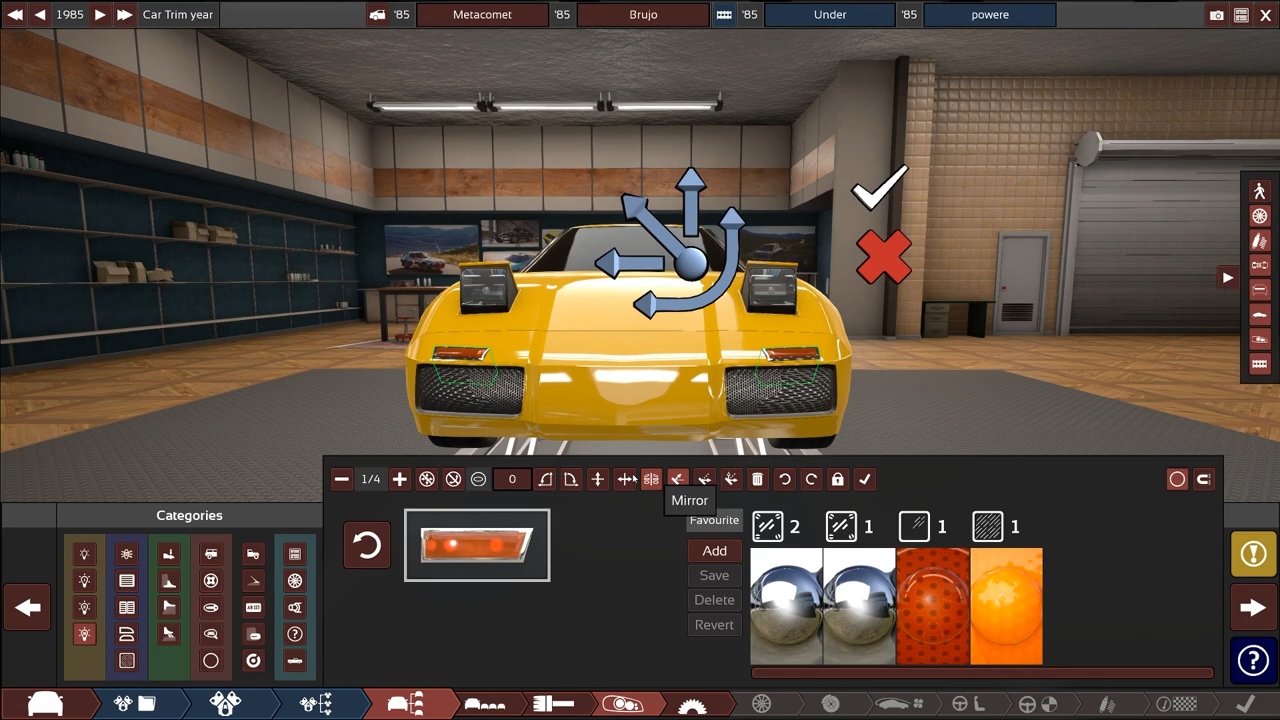 1985 Car Trim year '85 Metacomet '85 Brujo '85 Under '85 powere
1/4 0
Mirror
Categories
Favourite 2 1 1 1
Add
Save
Delete
Revert